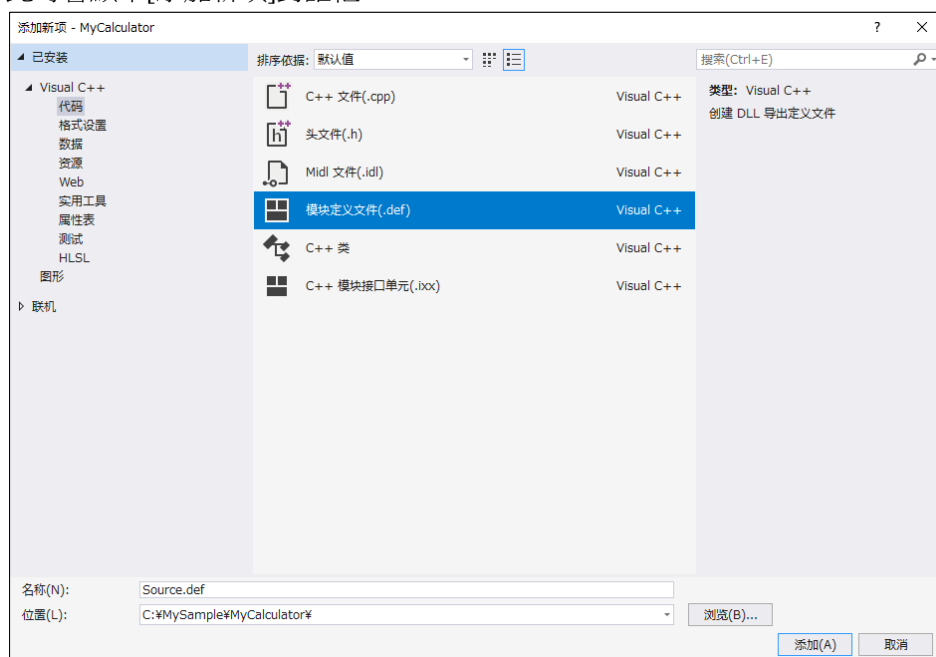 添加新项 - MyCalculator
? ×
已安装
排序依据: 默认值
搜索(Ctrl+E)
Visual C++
代码
格式设置
数据
资源
Web
实用工具
属性表
测试
HLSL
图形
联机
C++ 文件(.cpp) Visual C++
头文件(.h) Visual C++
Midl 文件(.idl) Visual C++
模块定义文件(.def) Visual C++
C++ 类 Visual C++
C++ 模块接口单元(.ixx) Visual C++
类型: Visual C++
创建 DLL 导出定义文件
名称(N): Source.def
位置(L): C:¥MySample¥MyCalculator¥
浏览(B)...
添加(A) 取消